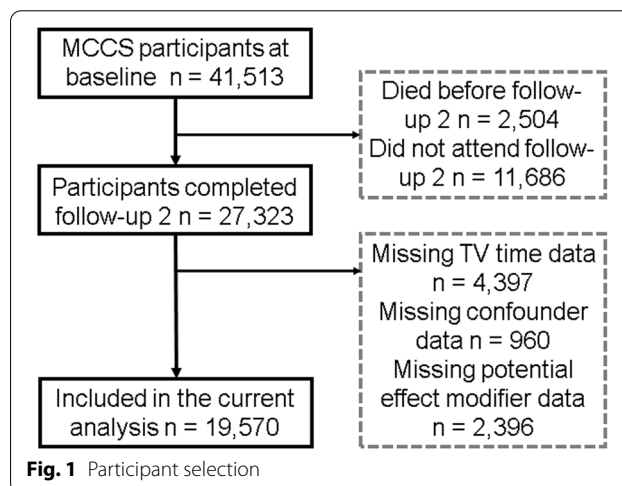 MCCS participants at
baseline n = 41,513
Died before follow-
up 2 n = 2,504
Did not attend follow-
up 2 n = 11,686
Participants completed
follow-up 2 n = 27,323
Missing TV time data
n = 4,397
Missing confounder
data n = 960
Missing potential
effect modifier data
n = 2,396
Included in the current
analysis n = 19,570
Fig. 1 Participant selection